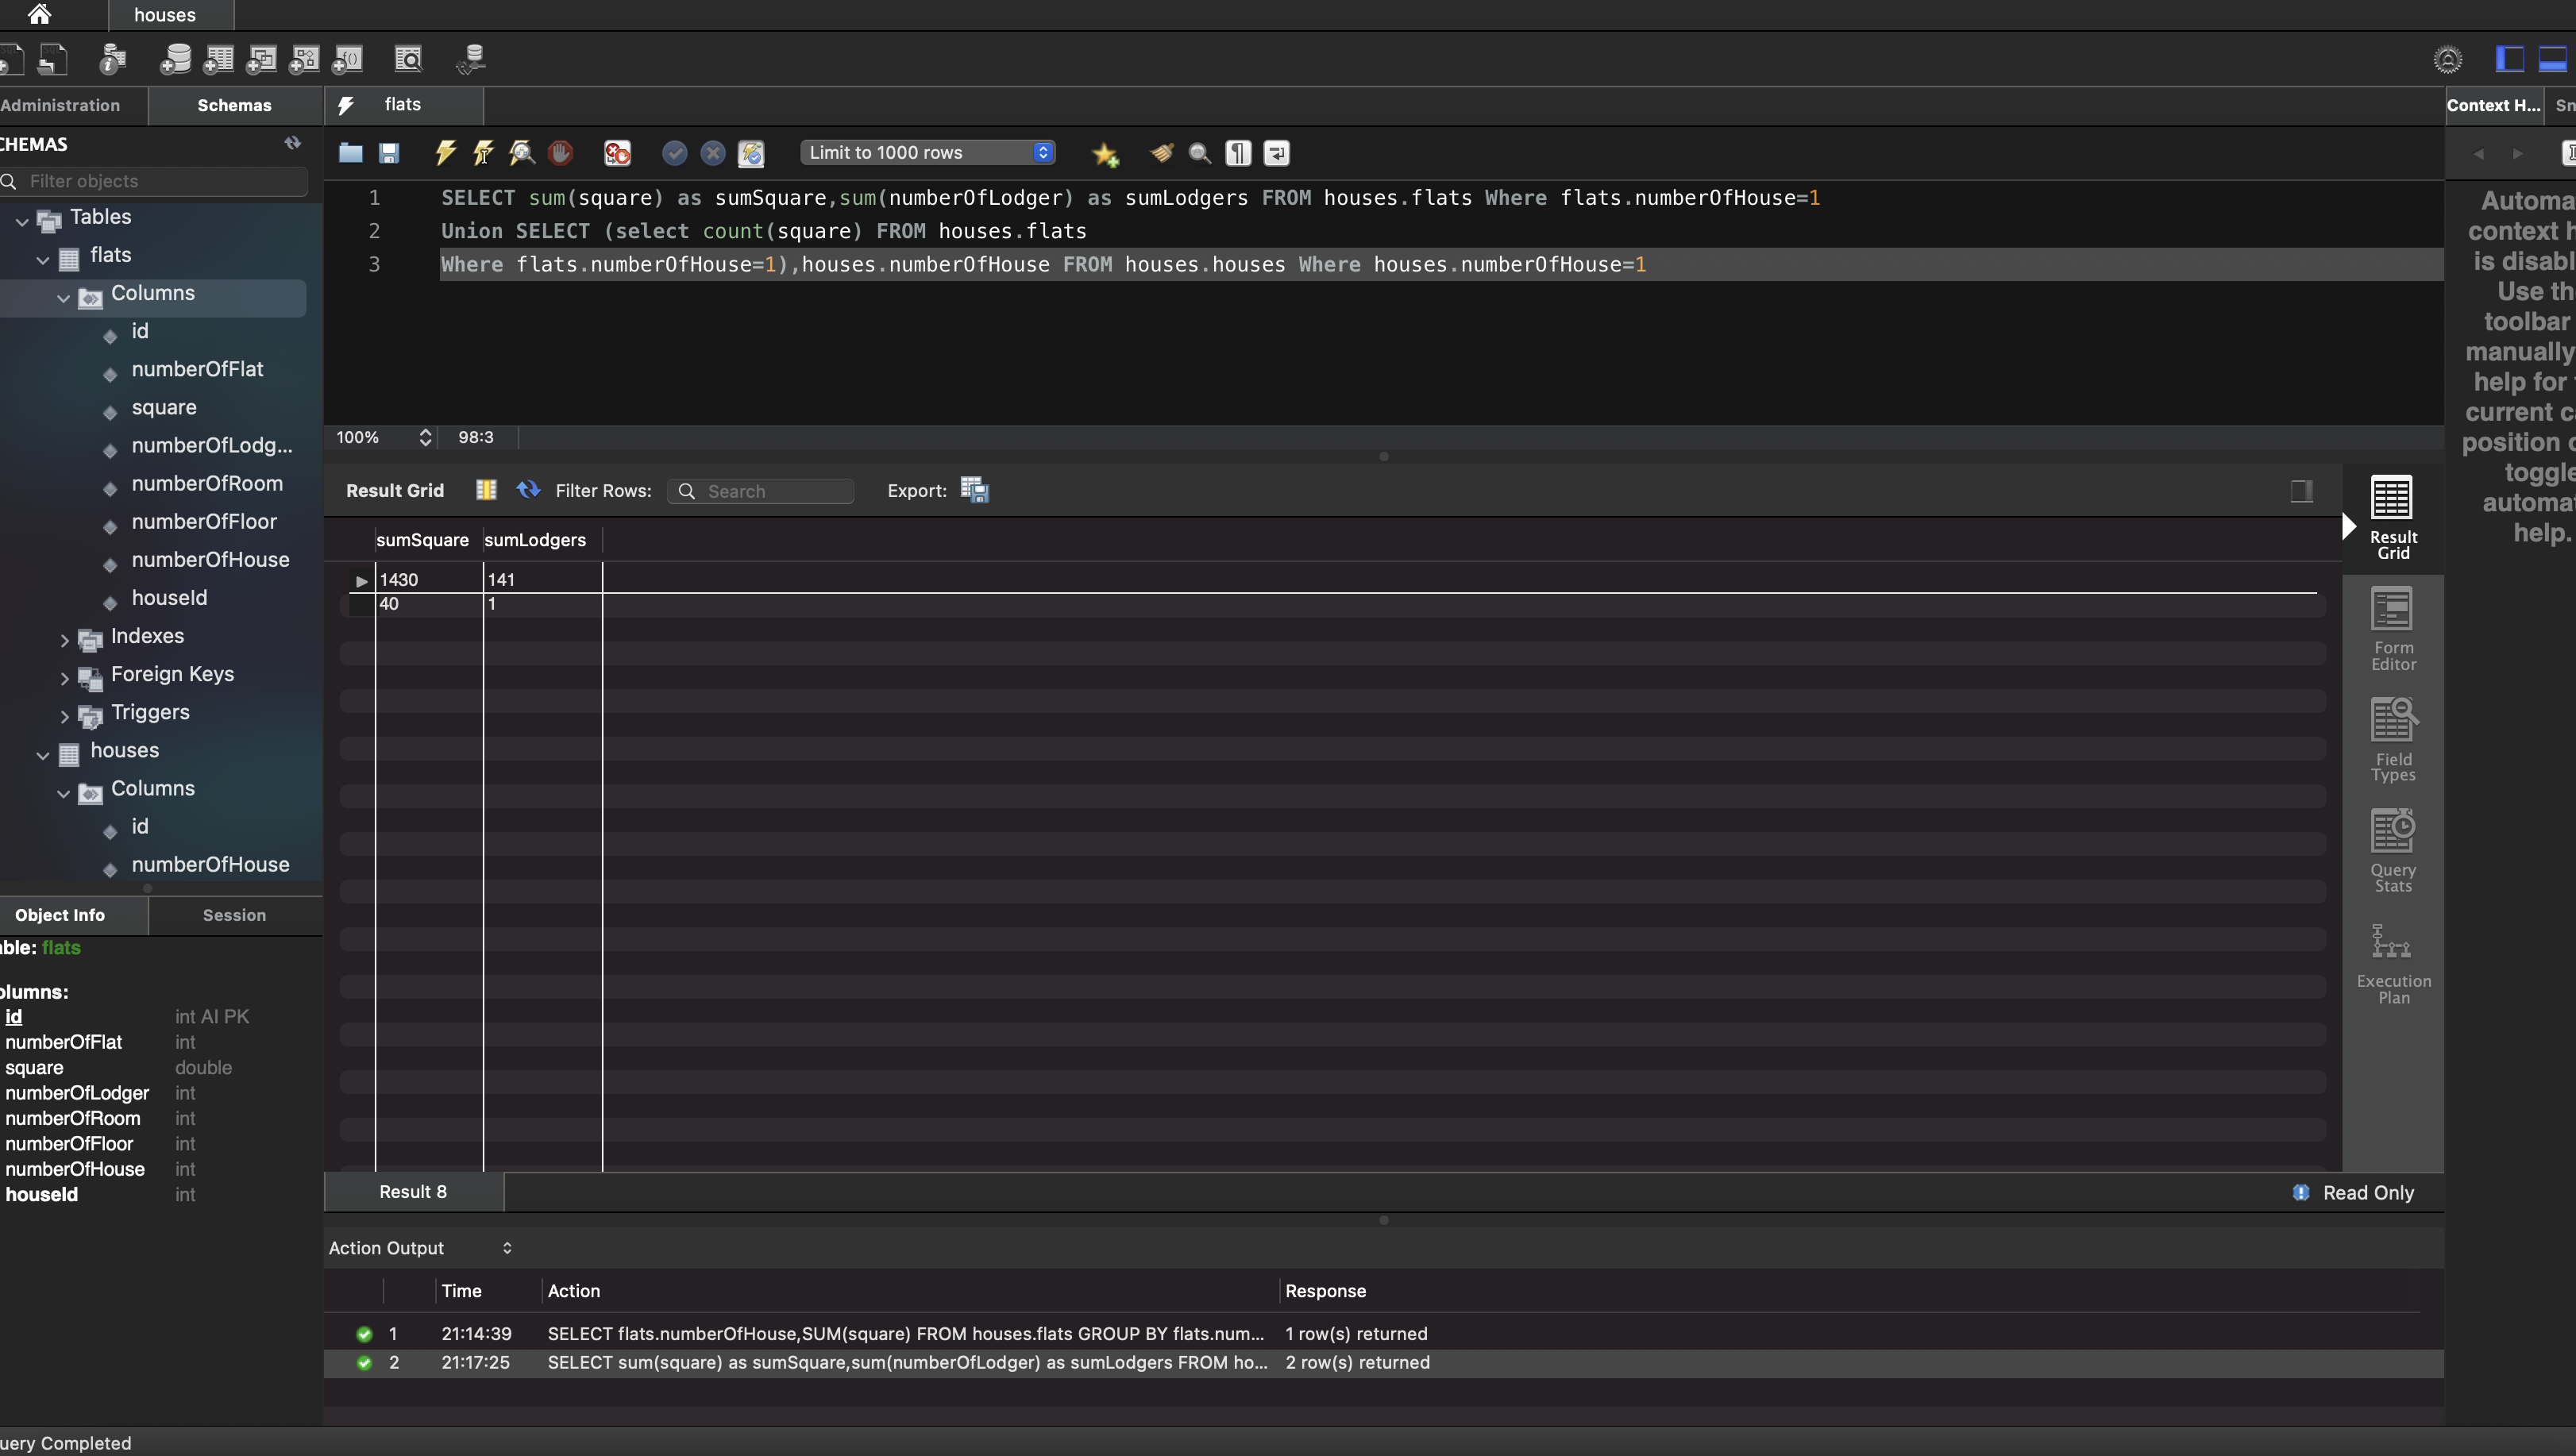 houses
Administration
Schemas
flats
CHEMAS
Filter objects
Tables
flats
Columns
id
numberOfFlat
square
numberOfLodg...
numberOfRoom
numberOfFloor
numberOfHouse
houseId
Indexes
Foreign Keys
Triggers
houses
Columns
id
numberOfHouse
Object Info
Session
able: flats
olumns:
id int AI PK
numberOfFlat int
square double
numberOfLodger int
numberOfRoom int
numberOfFloor int
numberOfHouse int
houseId int
uery Completed
Limit to 1000 rows
1 SELECT sum(square) as sumSquare,sum(numberOfLodger) as sumLodgers FROM houses.flats Where flats.numberOfHouse=1
2 Union SELECT (select count(square) FROM houses.flats
3 Where flats.numberOfHouse=1),houses.numberOfHouse FROM houses.houses Where houses.numberOfHouse=1
100% 98:3
Result Grid Filter Rows: Search Export:
sumSquare sumLodgers
1430 141
40 1
Result
Grid
Form
Editor
Field
Types
Query
Stats
Execution
Plan
Result 8
Read Only
Action Output
Time Action Response
1 21:14:39 SELECT flats.numberOfHouse,SUM(square) FROM houses.flats GROUP BY flats.num... 1 row(s) returned
2 21:17:25 SELECT sum(square) as sumSquare,sum(numberOfLodger) as sumLodgers FROM ho... 2 row(s) returned
Context H... Sn
Automa
context h
is disabl
Use th
toolbar
manually
help for
current ca
position o
toggle
automat
help.